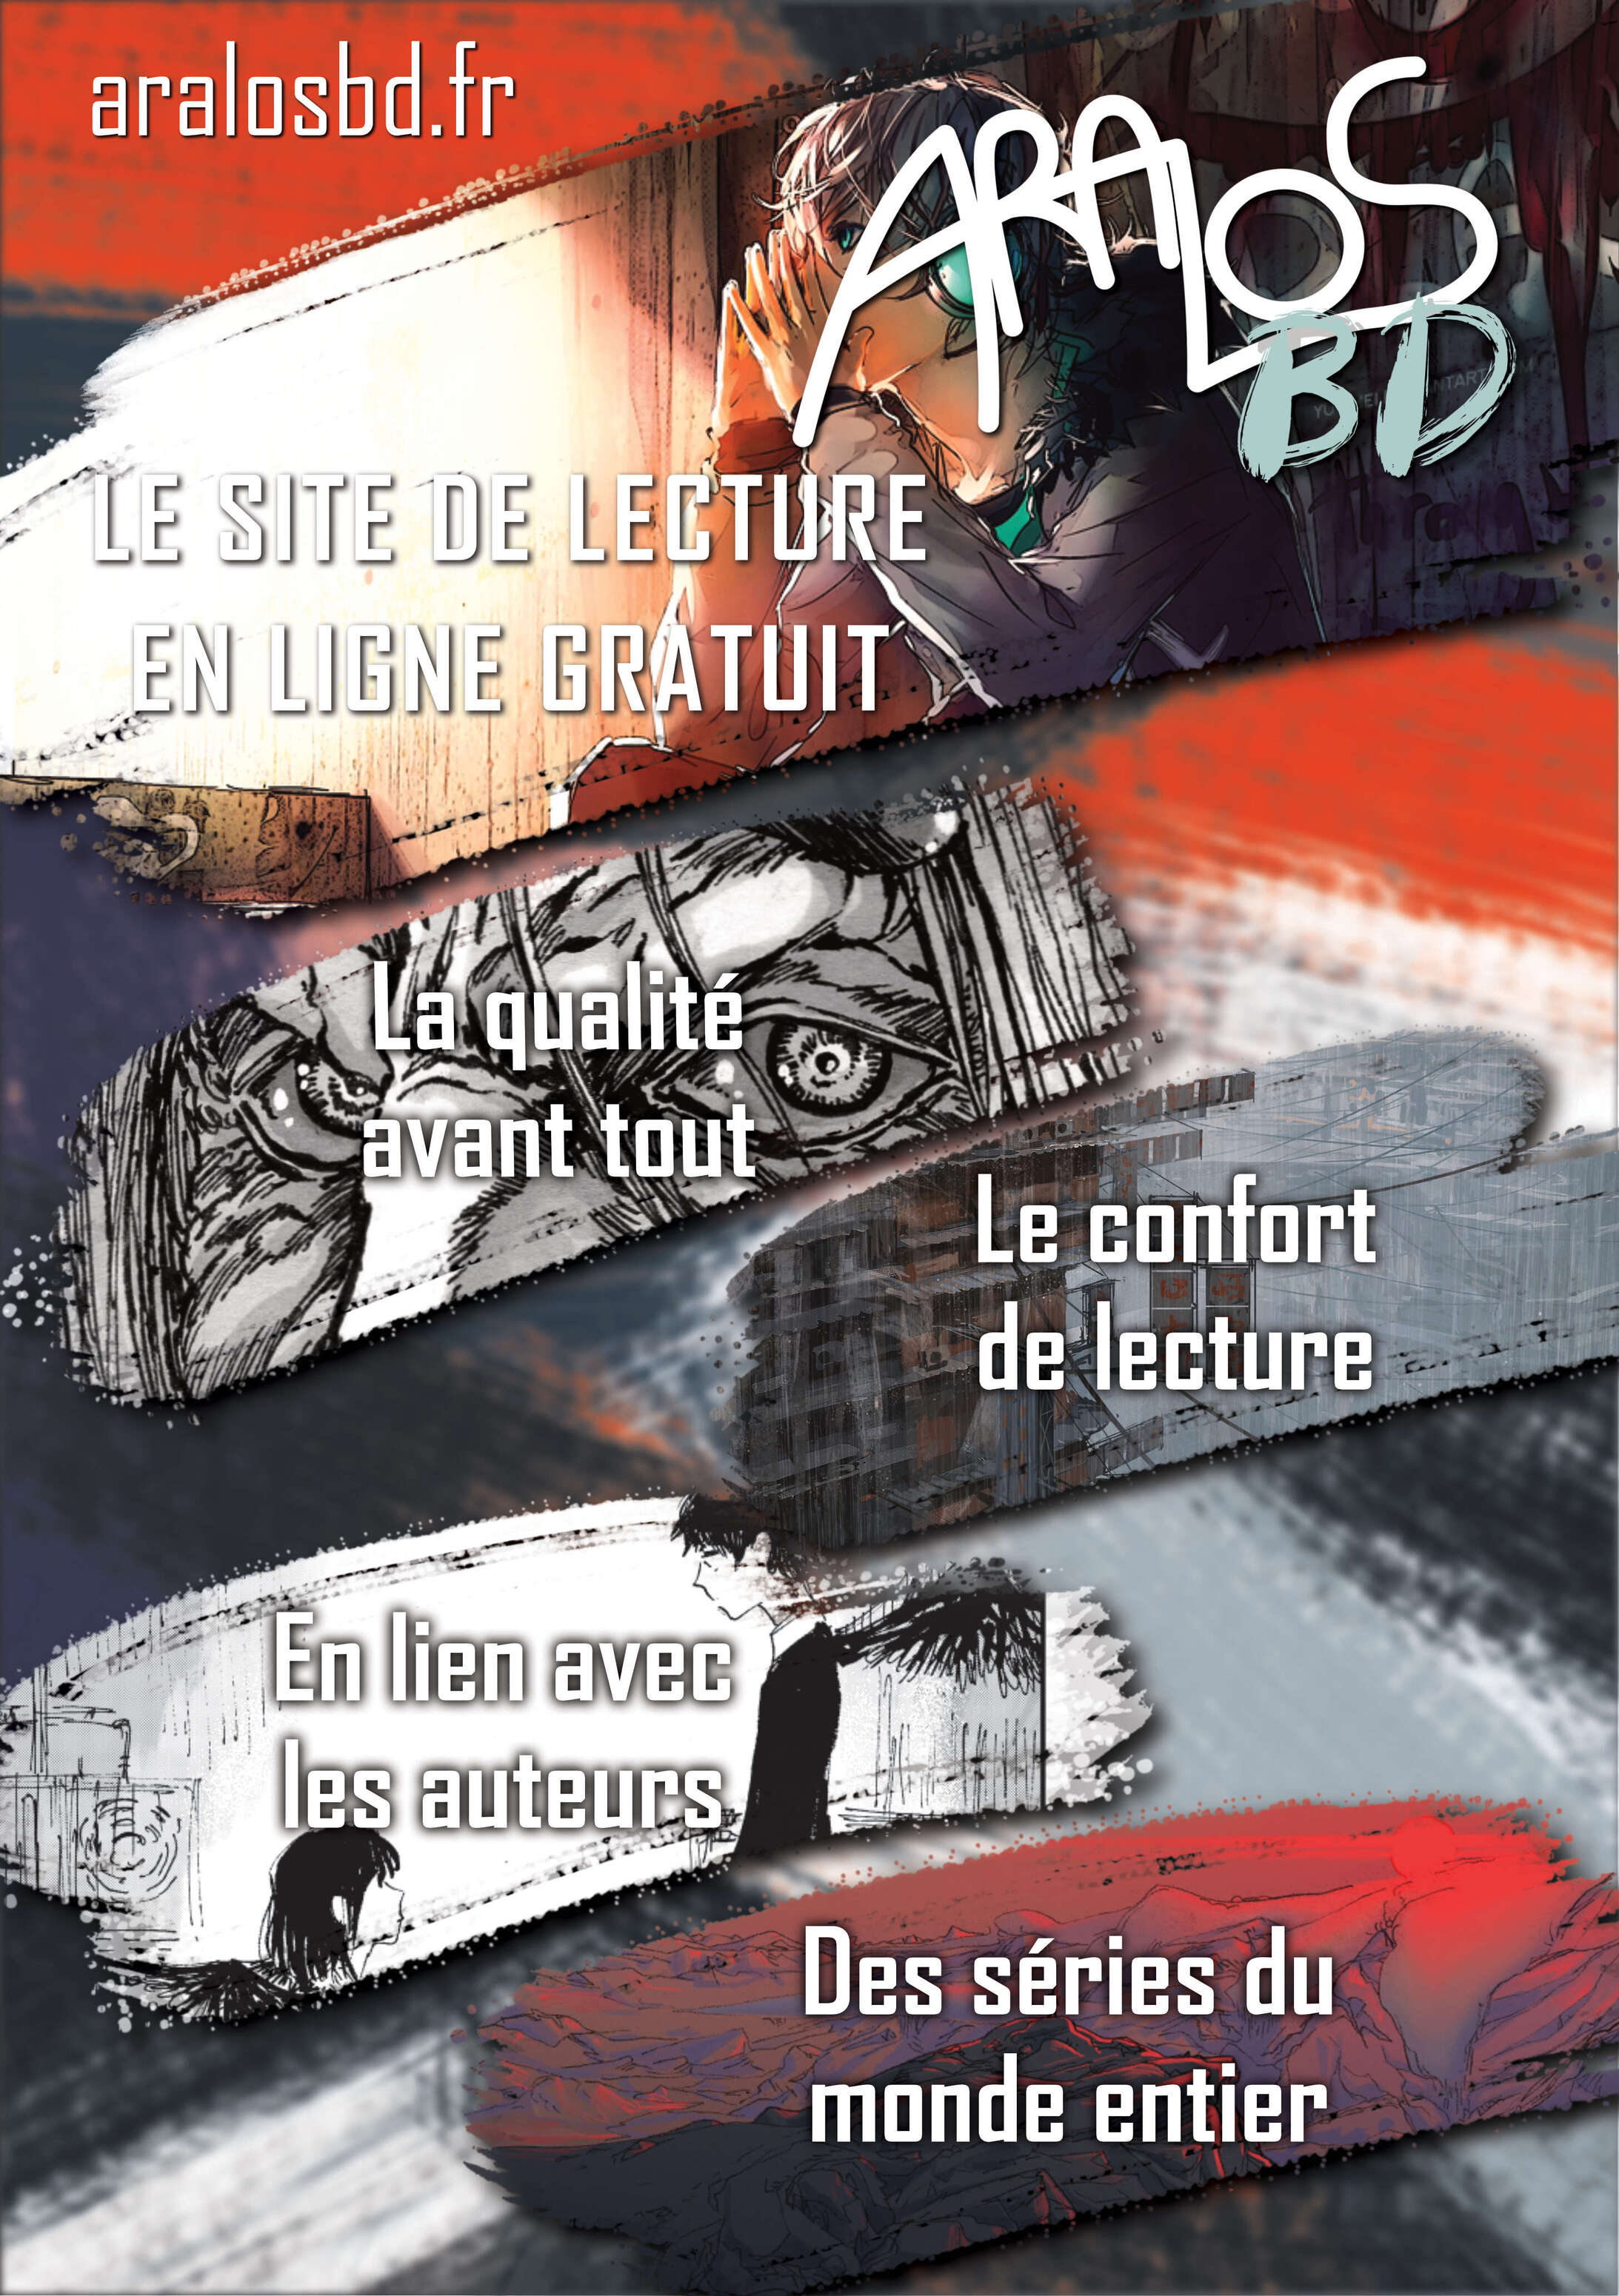 aralosbd.fr
ARALOS
BD
LE SITE DE LECTURE
EN LIGNE GRATUIT
La qualité
avant tout
Le confort
de lecture
En lien avec
les auteurs
Des séries du
monde entier